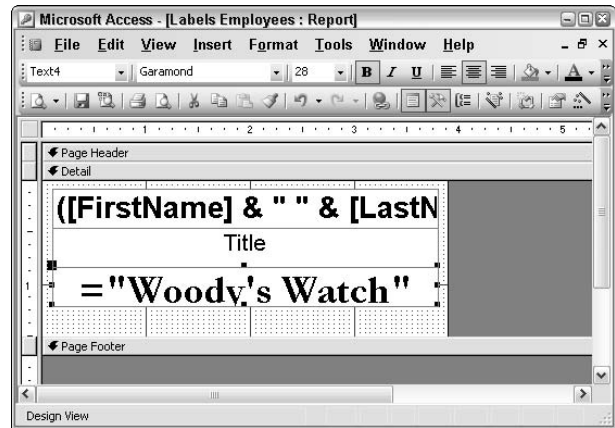 Microsoft Access - [Labels Employees : Report]
File Edit View Insert Format Tools Window Help
Text4 Garamond 28 B I U A
1 2 3 4 5
Page Header
Detail
([FirstName] & " " & [LastN
Title
1
="Woody's Watch"
Page Footer
Design View